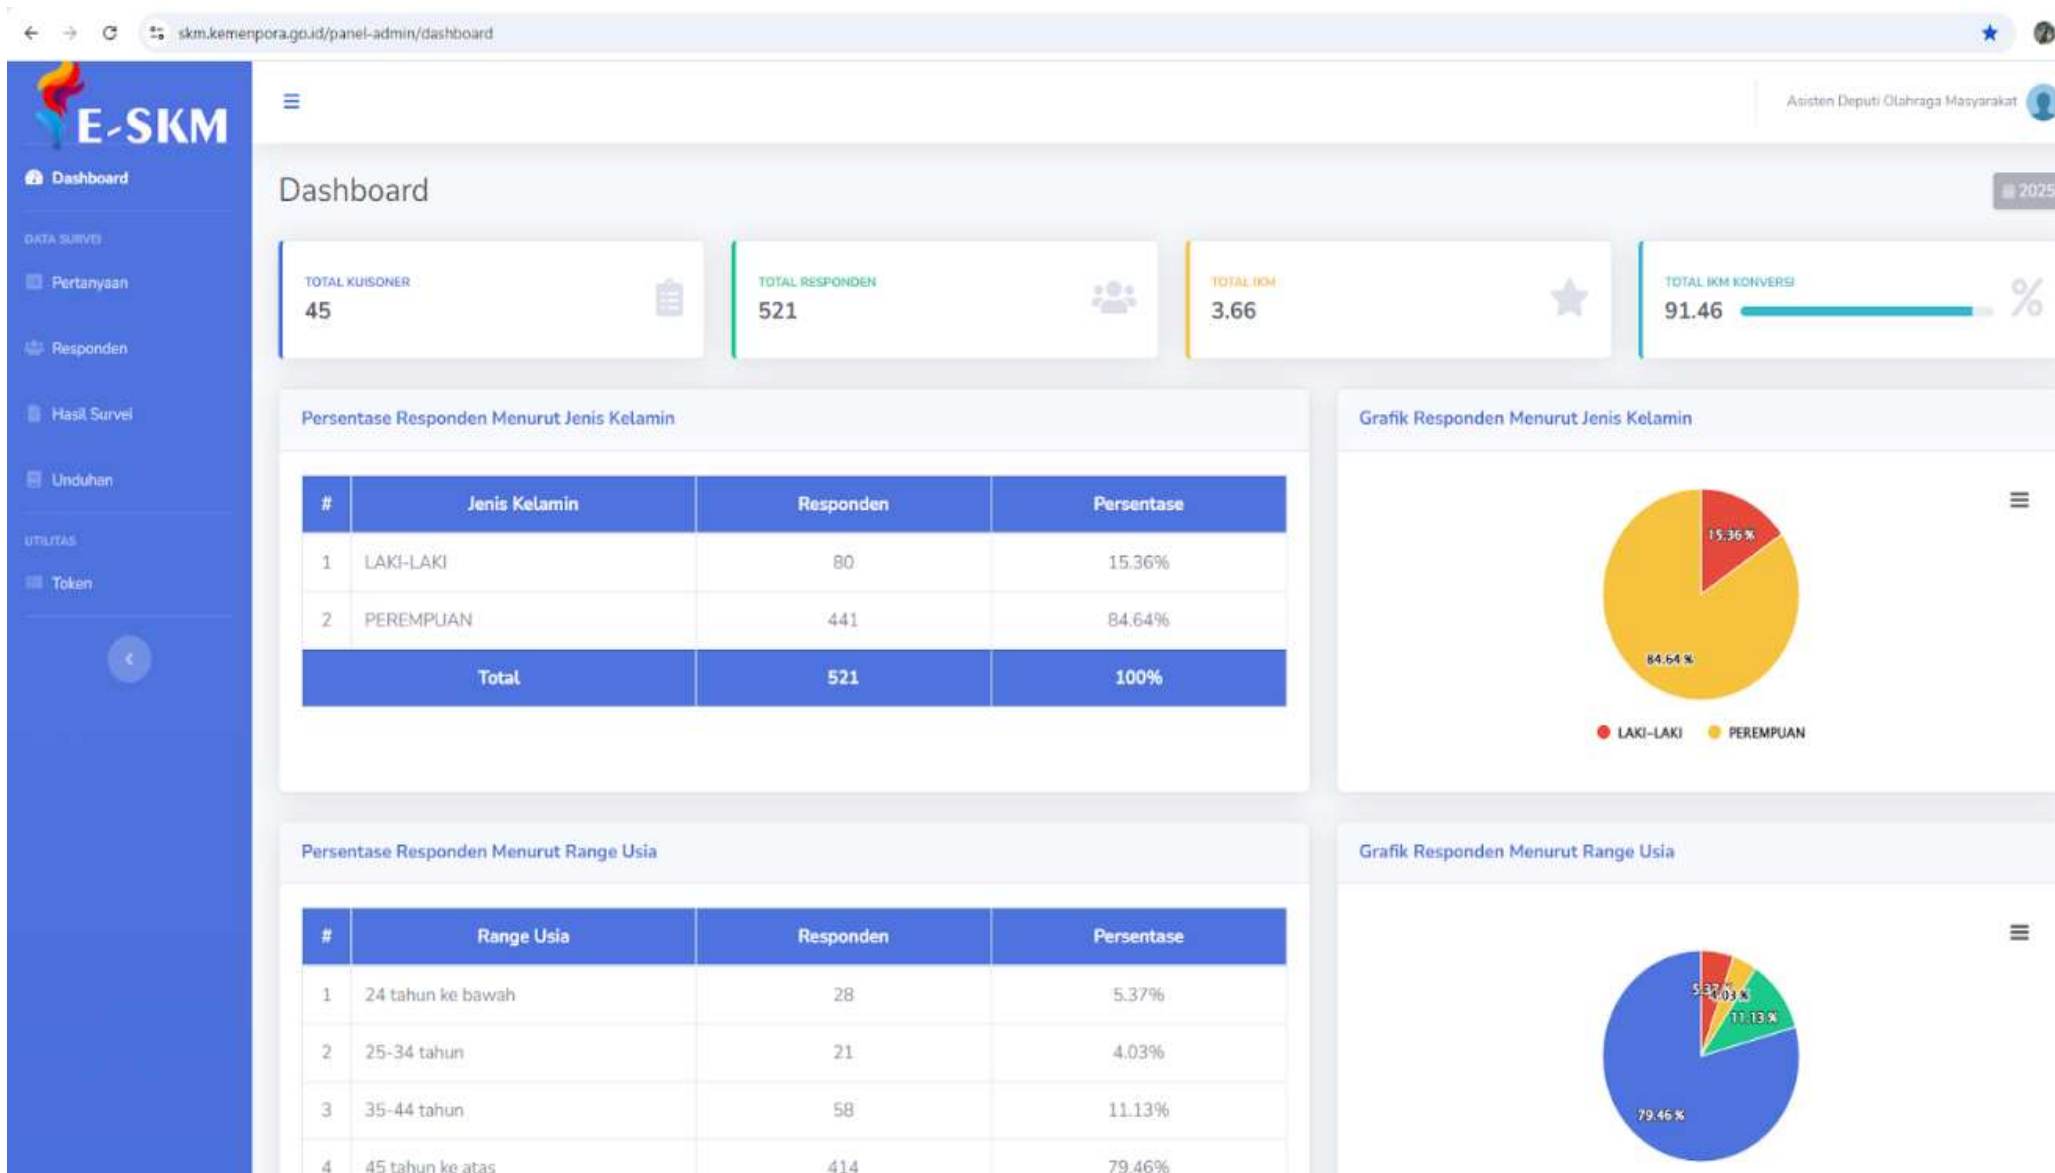 skm.kemenpora.go.id/panel-admin/dashboard
E-SKM
Asisten Deputi Olahraga Masyarakat
Dashboard
Dashboard
2025
DATA SURVEI
Pertanyaan
Responden
Hasil Survei
Unduhan
UTILITAS
Token
TOTAL KUISONER
45
TOTAL RESPONDEN
521
TOTAL IKM
3.66
TOTAL IKM KONVERSI
91.46
%
Persentase Responden Menurut Jenis Kelamin
# Jenis Kelamin Responden Persentase
1 LAKI-LAKI 80 15.36%
2 PEREMPUAN 441 84.64%
Total 521 100%
Grafik Responden Menurut Jenis Kelamin
15.36 %
84.64 %
LAKI-LAKI PEREMPUAN
Persentase Responden Menurut Range Usia
# Range Usia Responden Persentase
1 24 tahun ke bawah 28 5.37%
2 25-34 tahun 21 4.03%
3 35-44 tahun 58 11.13%
4 45 tahun ke atas 414 79.46%
Grafik Responden Menurut Range Usia
5.37 %
4.03 %
11.13 %
79.46 %